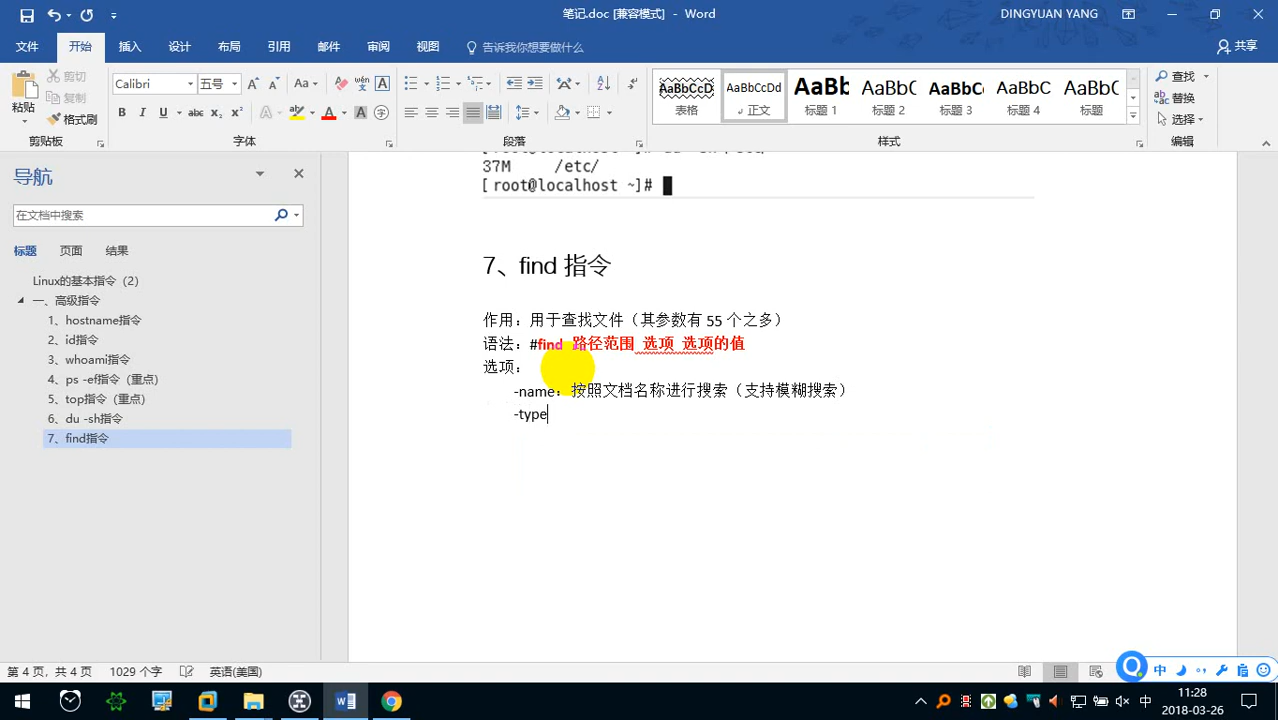 笔记.doc [兼容模式] - Word
DINGYUAN YANG
文件 开始 插入 设计 布局 引用 邮件 审阅 视图 告诉我你想要做什么 共享
粘贴
剪切
复制
格式刷
Calibri 五号
AaBbCcD 表格
AaBbCcDd 正文
AaBb 标题 1
AaBbC 标题 2
AaBbC 标题 3
AaBbC 标题 4
AaBbC 标题
查找
替换
选择
剪贴板 字体 段落 样式 编辑
导航
在文档中搜索
标题 页面 结果
Linux的基本指令（2）
一、高级指令
1、hostname指令
2、id指令
3、whoami指令
4、ps -ef指令（重点）
5、top指令（重点）
6、du -sh指令
7、find指令
37M /etc/
[root@localhost ~]#
7、find 指令
作用：用于查找文件（其参数有 55 个之多）
语法：#find 路径范围 选项 选项的值
选项：
-name：按照文档名称进行搜索（支持模糊搜索）
-type
第 4 页，共 4 页 1029 个字 英语(美国)
中
中
11:28
2018-03-26